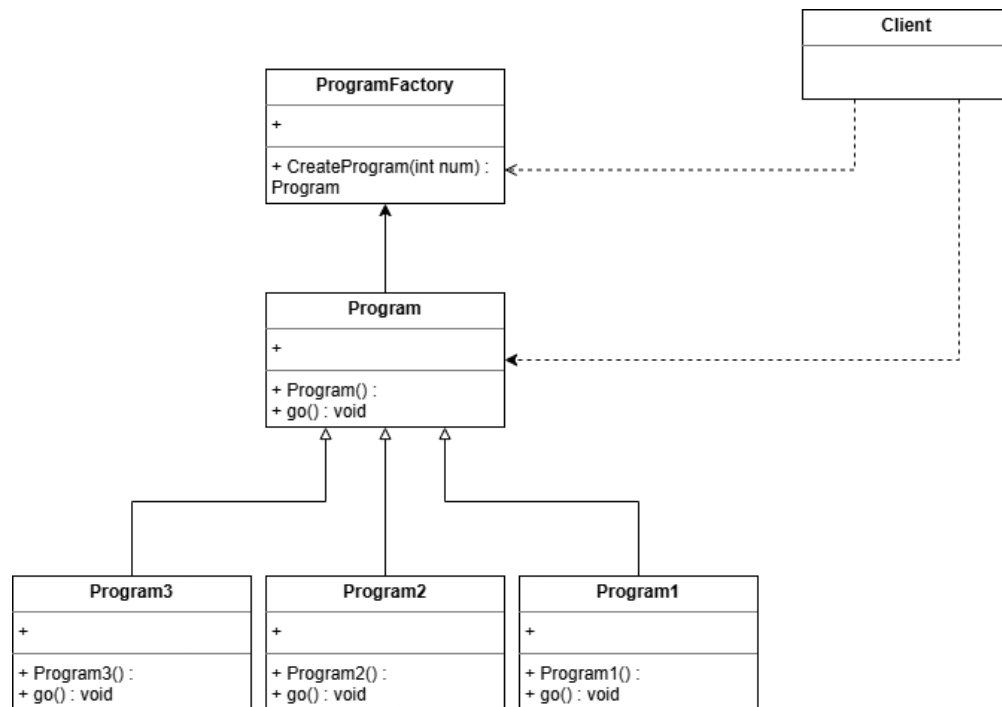 Client
ProgramFactory
+
+ CreateProgram(int num) :
Program
Program
+
+ Program() :
+ go() : void
Program3
+
+ Program3() :
+ go() : void
Program2
+
+ Program2() :
+ go() : void
Program1
+
+ Program1() :
+ go() : void